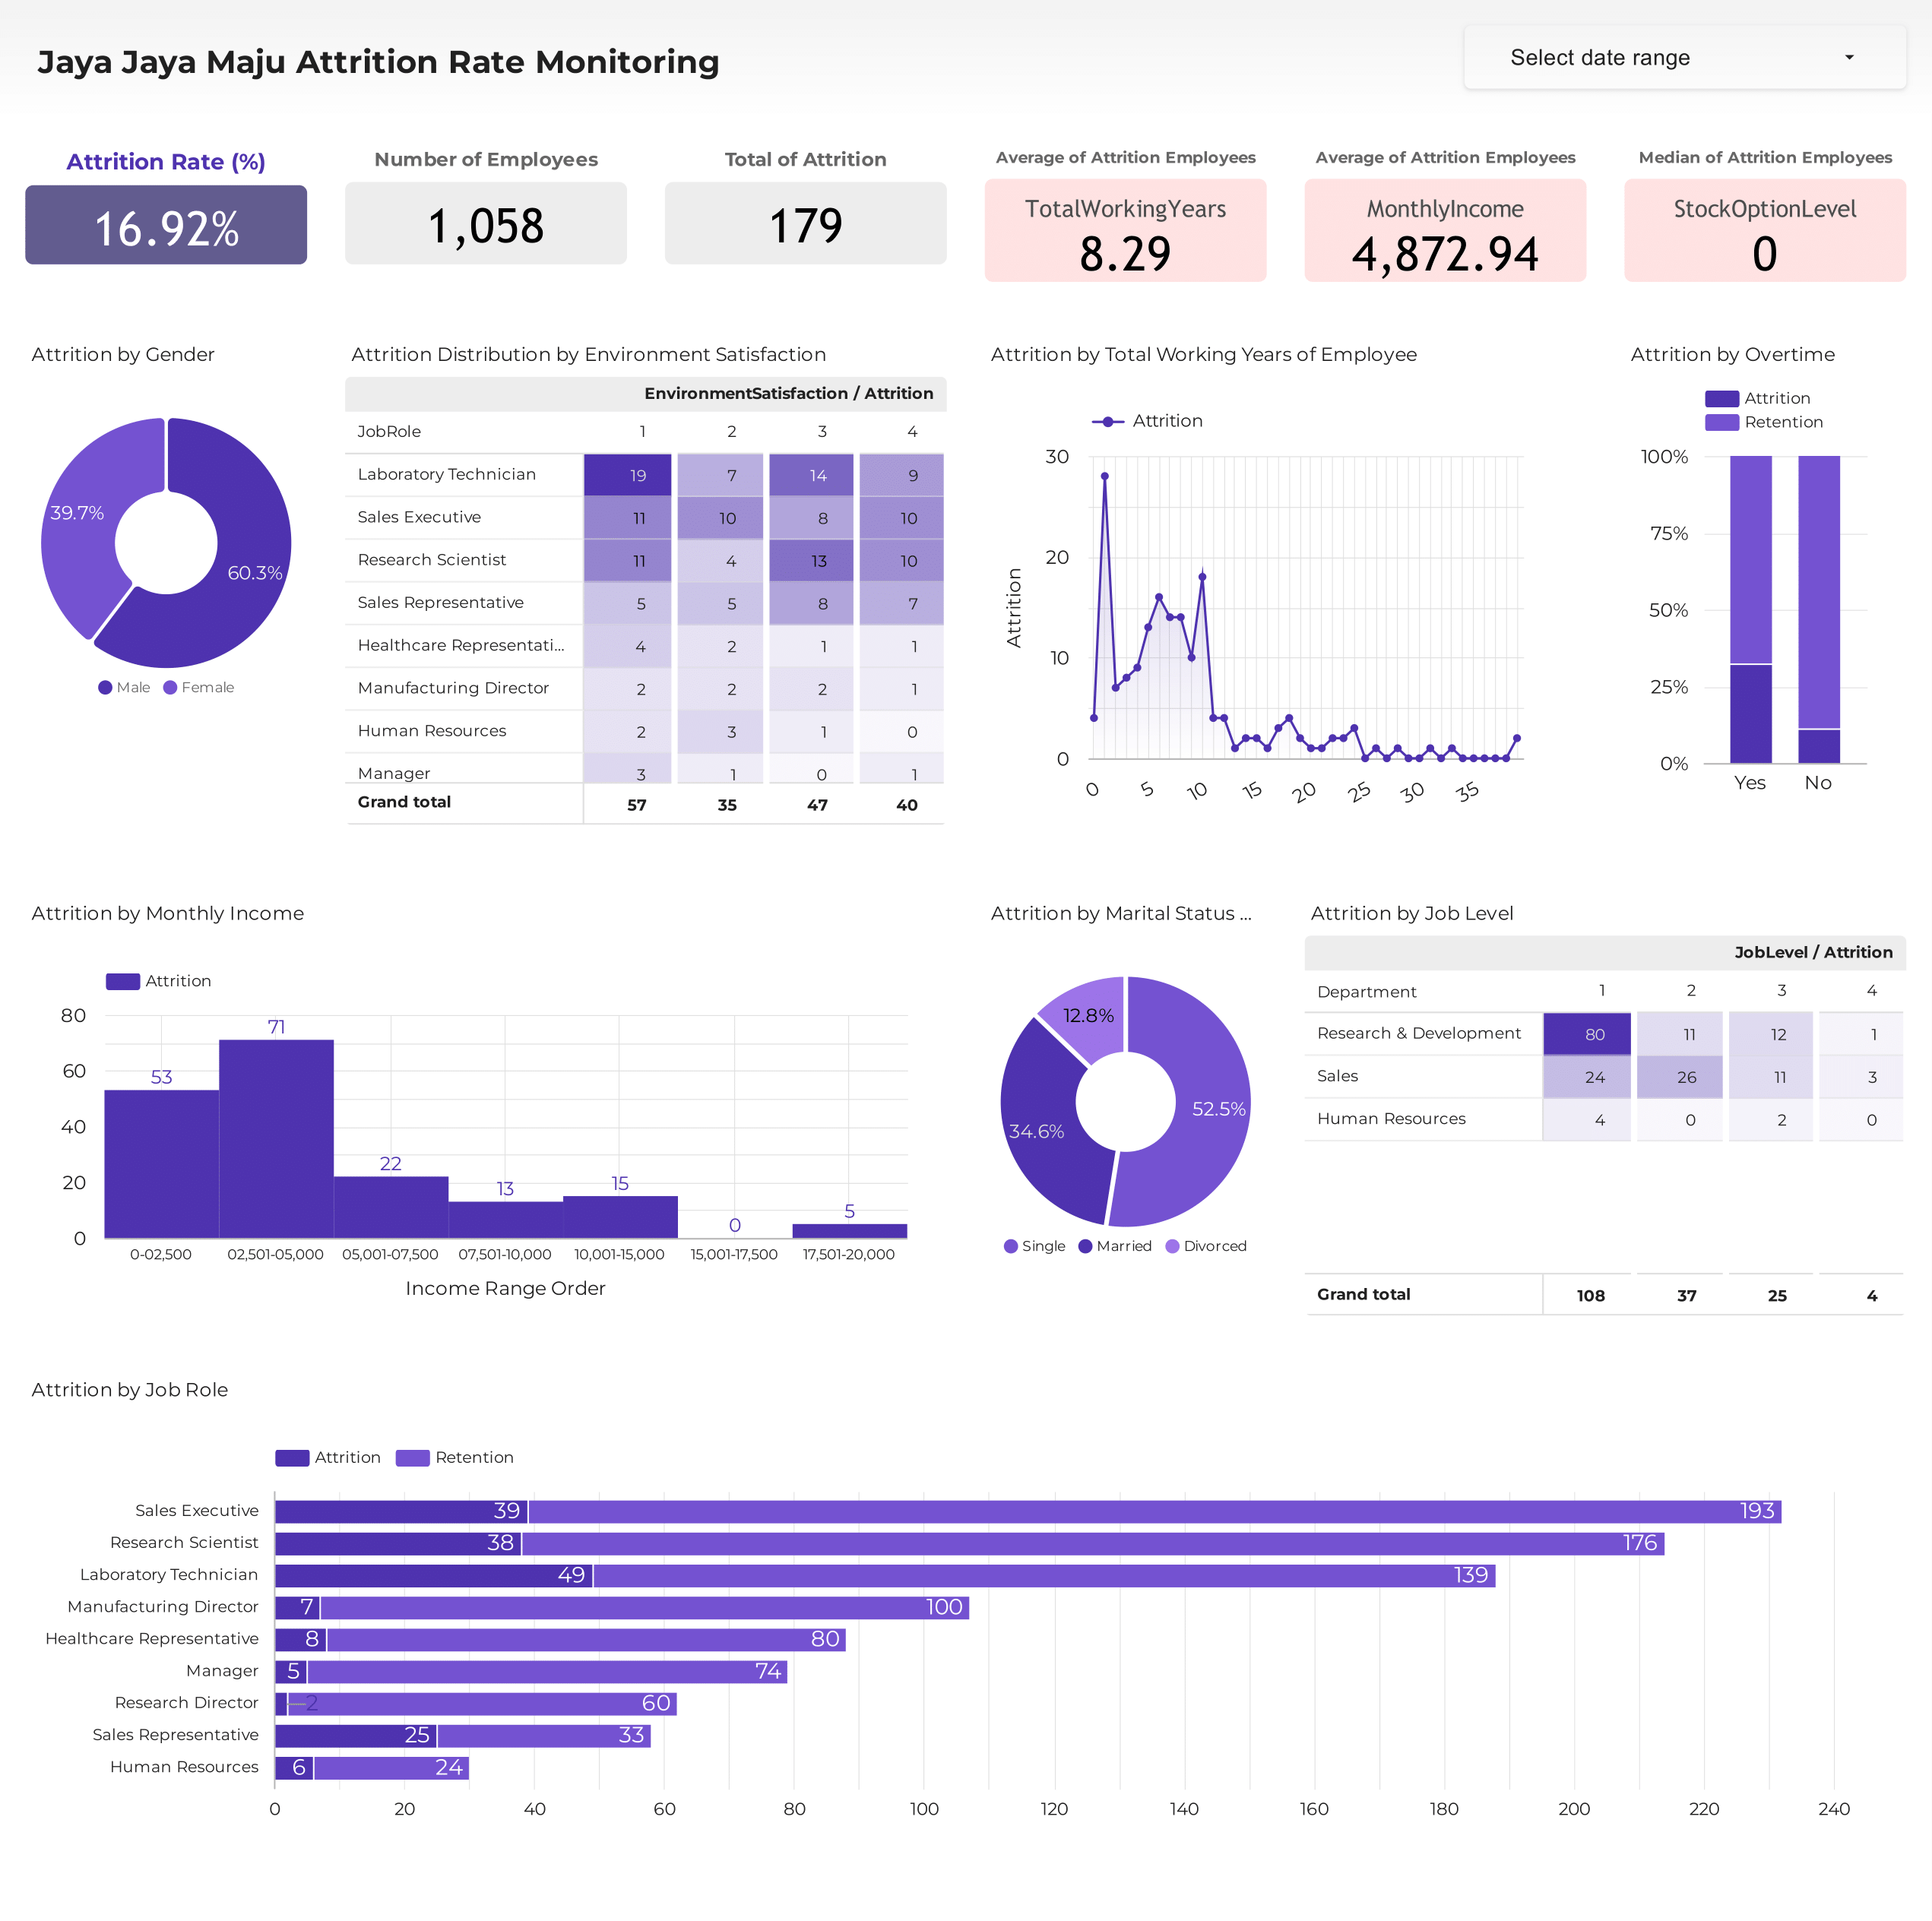 Jaya Jaya Maju Attrition Rate Monitoring
Select date range
Attrition Rate (%)
16.92%
Number of Employees
1,058
Total of Attrition
179
Average of Attrition Employees
TotalWorkingYears
8.29
Average of Attrition Employees
MonthlyIncome
4,872.94
Median of Attrition Employees
StockOptionLevel
0
Attrition by Gender
39.7%
60.3%
Male Female
Attrition Distribution by Environment Satisfaction
EnvironmentSatisfaction / Attrition
JobRole 1 2 3 4
Laboratory Technician 19 7 14 9
Sales Executive 11 10 8 10
Research Scientist 11 4 13 10
Sales Representative 5 5 8 7
Healthcare Representati... 4 2 1 1
Manufacturing Director 2 2 2 1
Human Resources 2 3 1 0
Manager 3 1 0 1
Grand total 57 35 47 40
Attrition by Total Working Years of Employee
Attrition
30
20
10
0
Attrition
0 5 10 15 20 25 30 35
Attrition by Overtime
Attrition
Retention
100%
75%
50%
25%
0%
Yes No
Attrition by Monthly Income
Attrition
80
60
40
20
0
53 71 22 13 15 0 5
0-02,500 02,501-05,000 05,001-07,500 07,501-10,000 10,001-15,000 15,001-17,500 17,501-20,000
Income Range Order
Attrition by Marital Status ...
12.8%
52.5%
34.6%
Single Married Divorced
Attrition by Job Level
JobLevel / Attrition
Department 1 2 3 4
Research & Development 80 11 12 1
Sales 24 26 11 3
Human Resources 4 0 2 0
Grand total 108 37 25 4
Attrition by Job Role
Attrition Retention
Sales Executive 39 193
Research Scientist 38 176
Laboratory Technician 49 139
Manufacturing Director 7 100
Healthcare Representative 8 80
Manager 5 74
Research Director 2 60
Sales Representative 25 33
Human Resources 6 24
0 20 40 60 80 100 120 140 160 180 200 220 240